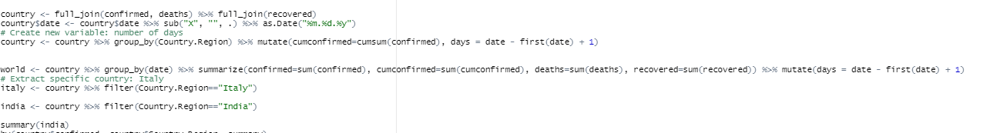 country <- full_join(confirmed, deaths) %>% full_join(recovered)
country$date <- country$date %>% sub("X", "", .) %>% as.Date("%m.%d.%y")
# Create new variable: number of days
country <- country %>% group_by(Country.Region) %>% mutate(cumconfirmed=cumsum(confirmed), days = date - first(date) + 1)
world <- country %>% group_by(date) %>% summarize(confirmed=sum(confirmed), cumconfirmed=sum(cumconfirmed), deaths=sum(deaths), recovered=sum(recovered)) %>% mutate(days = date - first(date) + 1)
# Extract specific country: Italy
italy <- country %>% filter(Country.Region=="Italy")
india <- country %>% filter(Country.Region=="India")
summary(india)